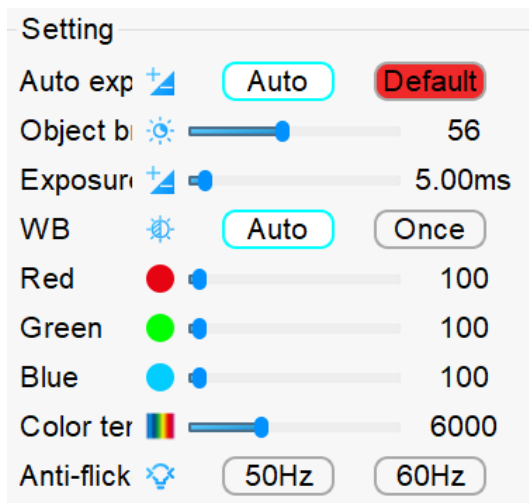 Setting
Auto exp Auto Default
Object b 56
Exposure 5.00ms
WB Auto Once
Red 100
Green 100
Blue 100
Color ter 6000
Anti-flick 50Hz 60Hz